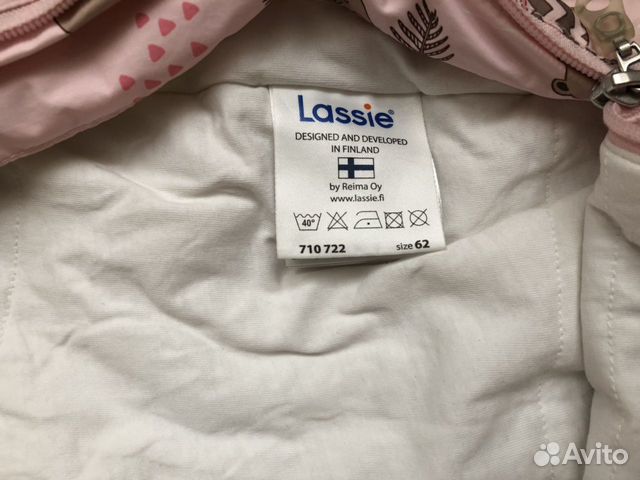 Lassie®
DESIGNED AND DEVELOPED
IN FINLAND
by Reima Oy
www.lassie.fi
40°
710 722 size 62
Avito